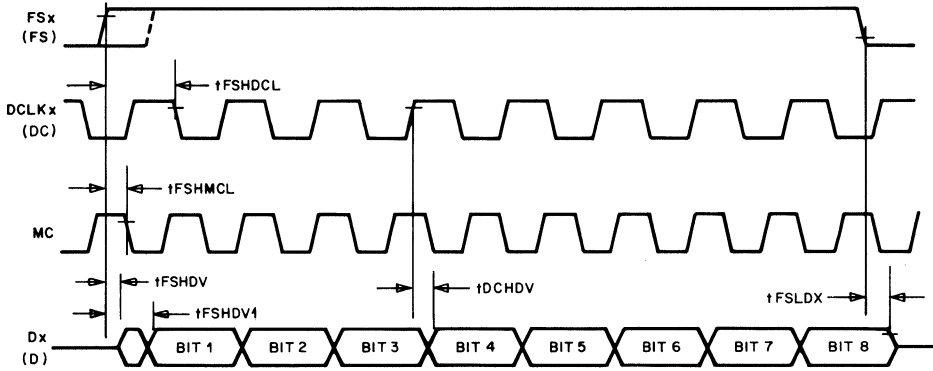 FSx
(FS)
tFSHDCL
DCLKx
(DC)
tFSHMCL
MC
tFSHDV
tDCHDV
tFSLDX
tFSHDV1
Dx
(D)
BIT 1 BIT 2 BIT 3 BIT 4 BIT 5 BIT 6 BIT 7 BIT 8